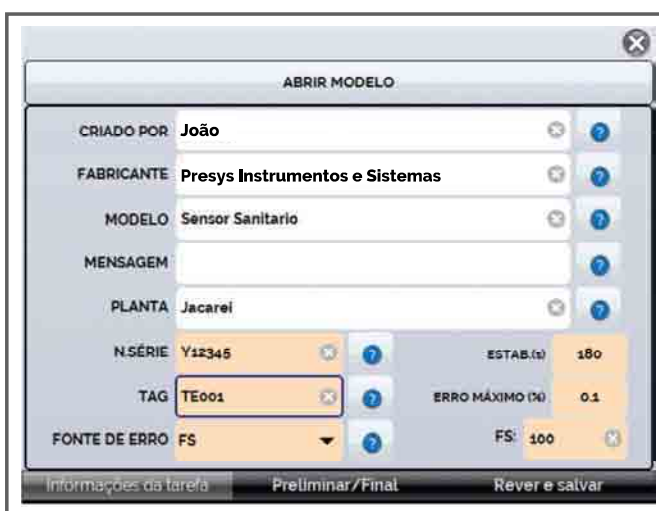 ABRIR MODELO
CRIADO POR João
FABRICANTE Presys Instrumentos e Sistemas
MODELO Sensor Sanitario
MENSAGEM
PLANTA Jacarei
N.SÉRIE Y12345 ESTAB.(s) 180
TAG TE001 ERRO MÁXIMO (%) 0.1
FONTE DE ERRO FS FS: 100
Informações da tarefa Preliminar/Final Rever e salvar